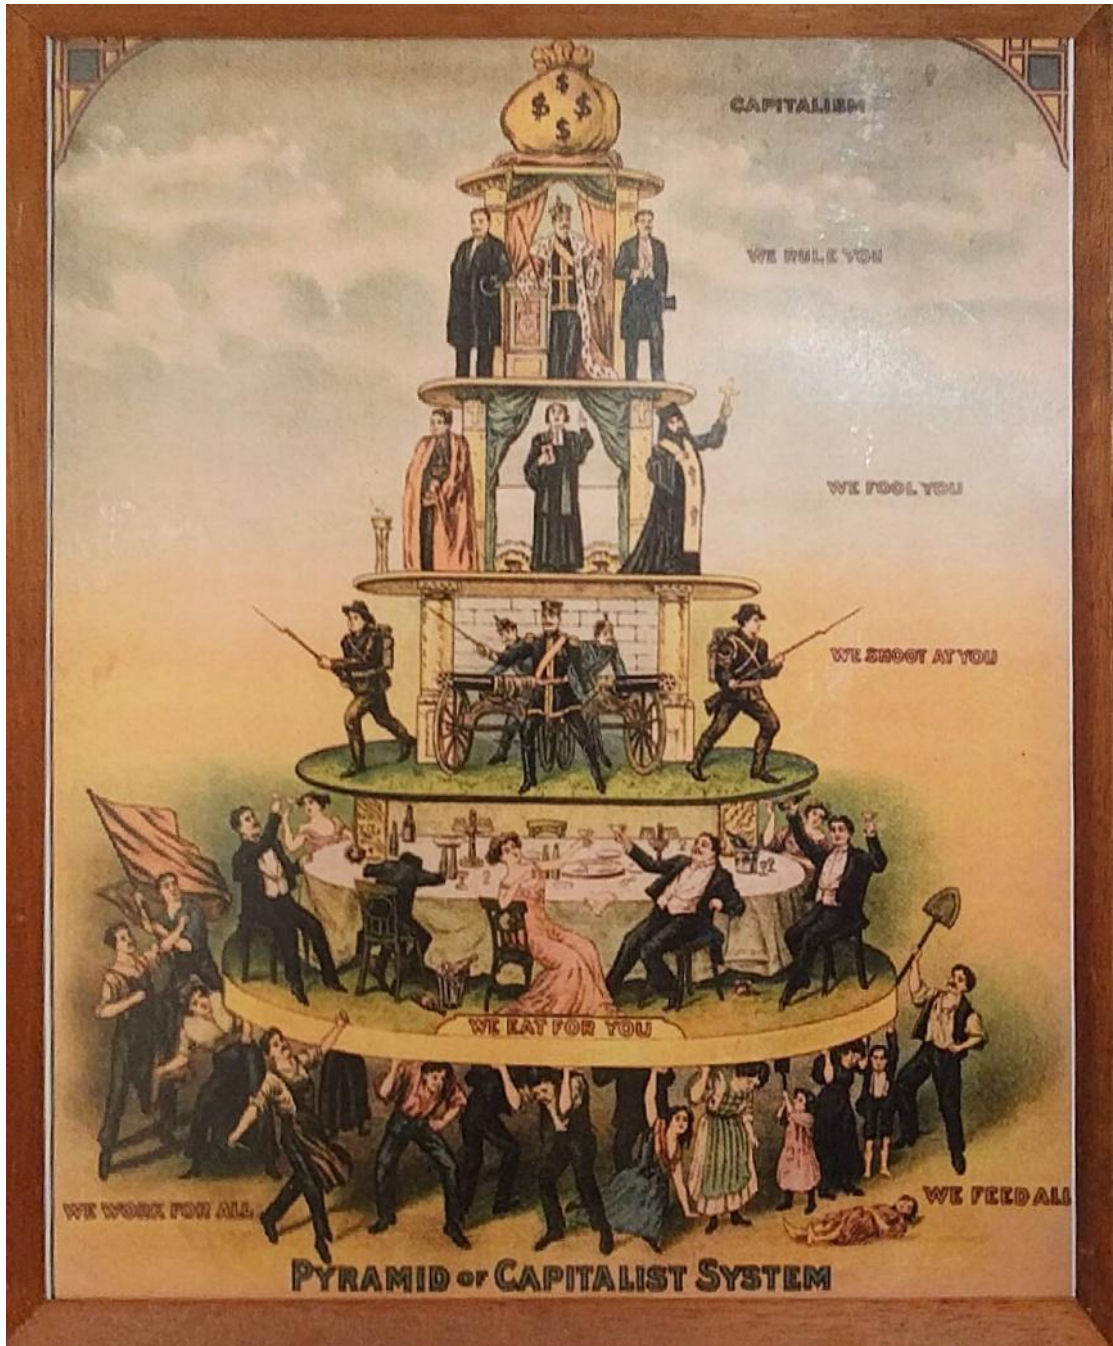 CAPITALISM
WE RULE YOU
WE FOOL YOU
WE SHOOT AT YOU
WE EAT FOR YOU
WE WORK FOR ALL
WE FEED ALL
PYRAMID OF CAPITALIST SYSTEM